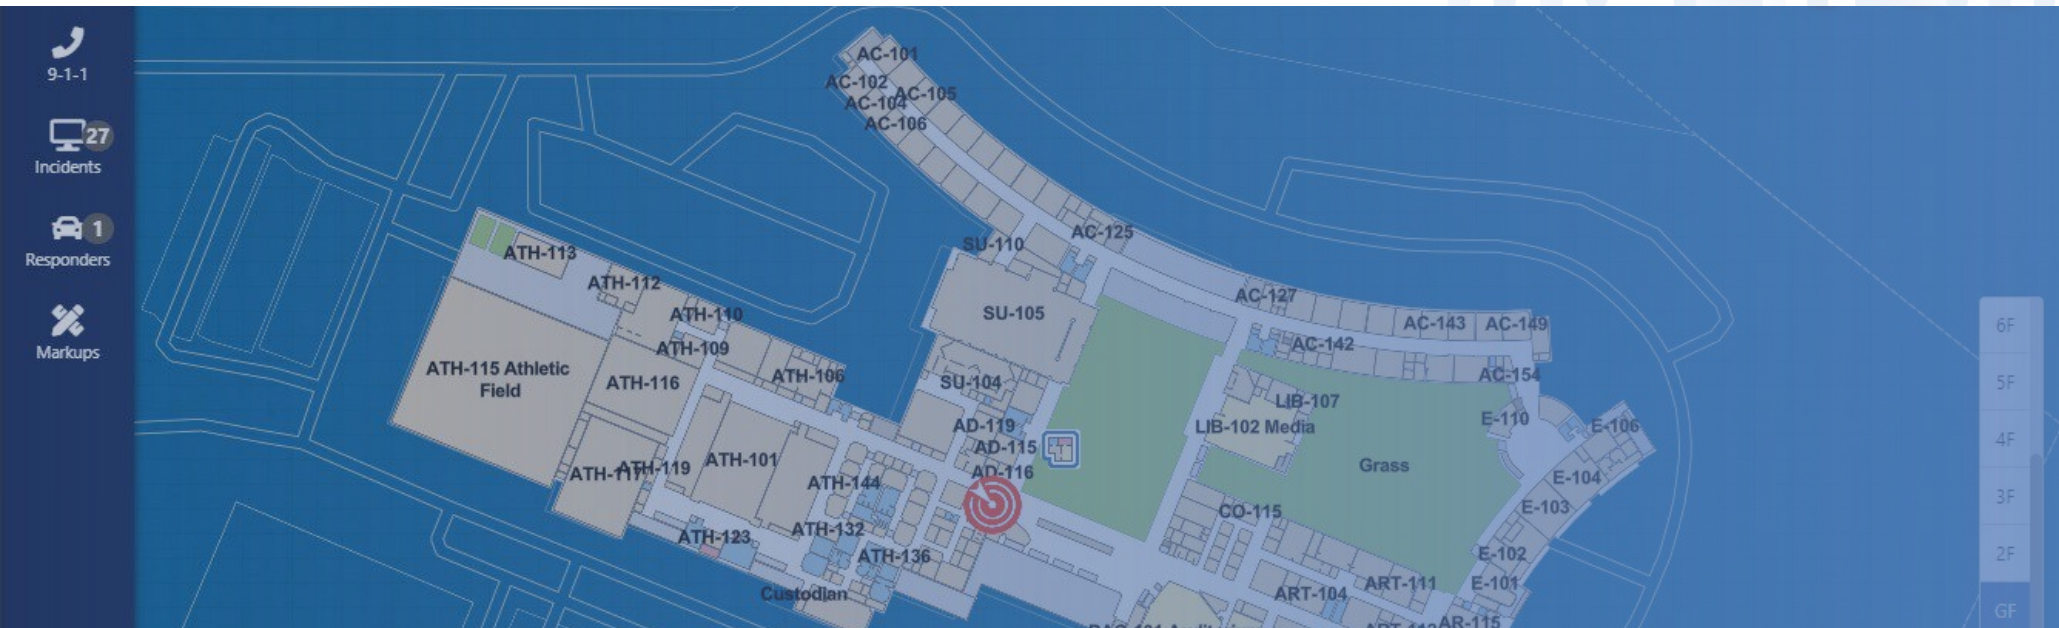 9-1-1
27
Incidents
1
Responders
Markups
AC-101
AC-102
AC-105
AC-104
AC-106
AC-125
SU-110
ATH-113
ATH-112
ATH-110
ATH-109
SU-105
AC-127
AC-143
AC-149
AC-142
AC-154
ATH-115 Athletic
Field
ATH-116
ATH-106
SU-104
LIB-107
AD-119
LIB-102 Media
E-110
E-106
AD-115
AD-116
ATH-117
ATH-119
ATH-101
ATH-144
Grass
E-104
E-103
CO-115
ATH-123
ATH-132
ATH-136
E-102
E-101
Custodian
ART-104
ART-111
AR-115
6F
5F
4F
3F
2F
GF